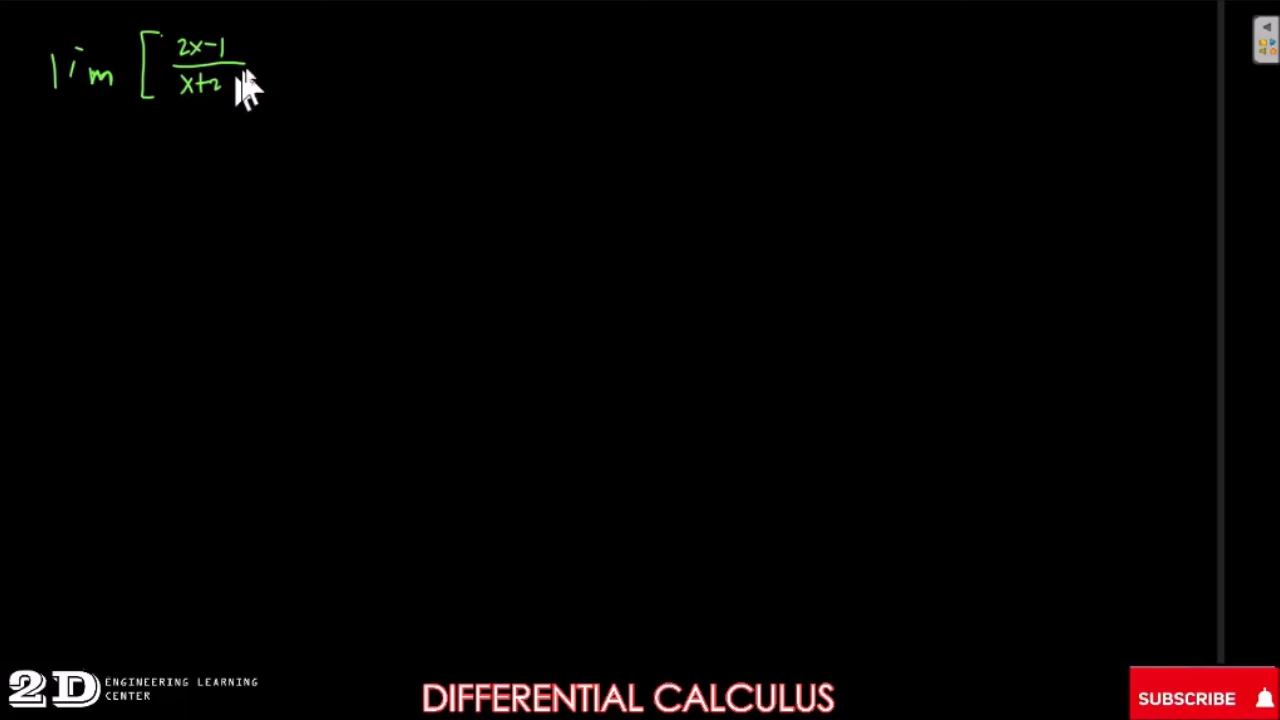 lim [ 2x-1
x+2
2D ENGINEERING LEARNING
CENTER
DIFFERENTIAL CALCULUS
SUBSCRIBE